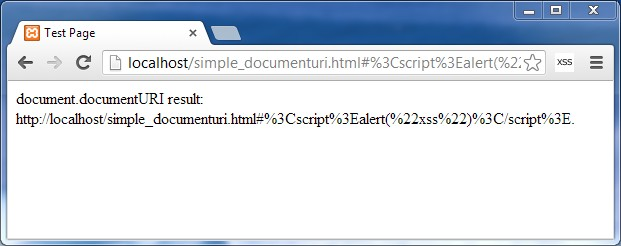 Test Page
localhost/simple_documenturi.html#%3Cscript%3Ealert(%22
XSS
document.documentURI result:
http://localhost/simple_documenturi.html#%3Cscript%3Ealert(%22xss%22)%3C/script%3E.